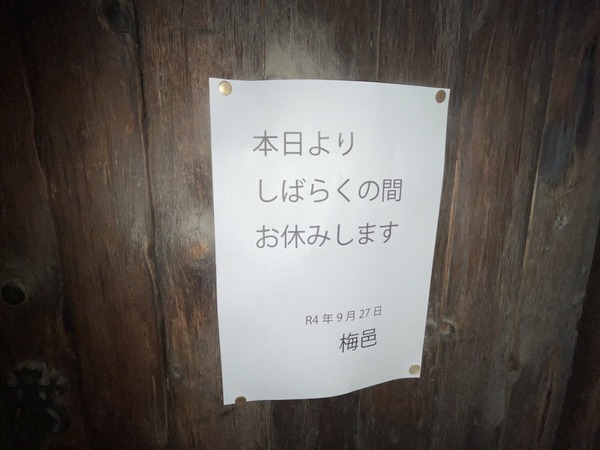 本日より
しばらくの間
お休みします
R4年9月27日
梅邑